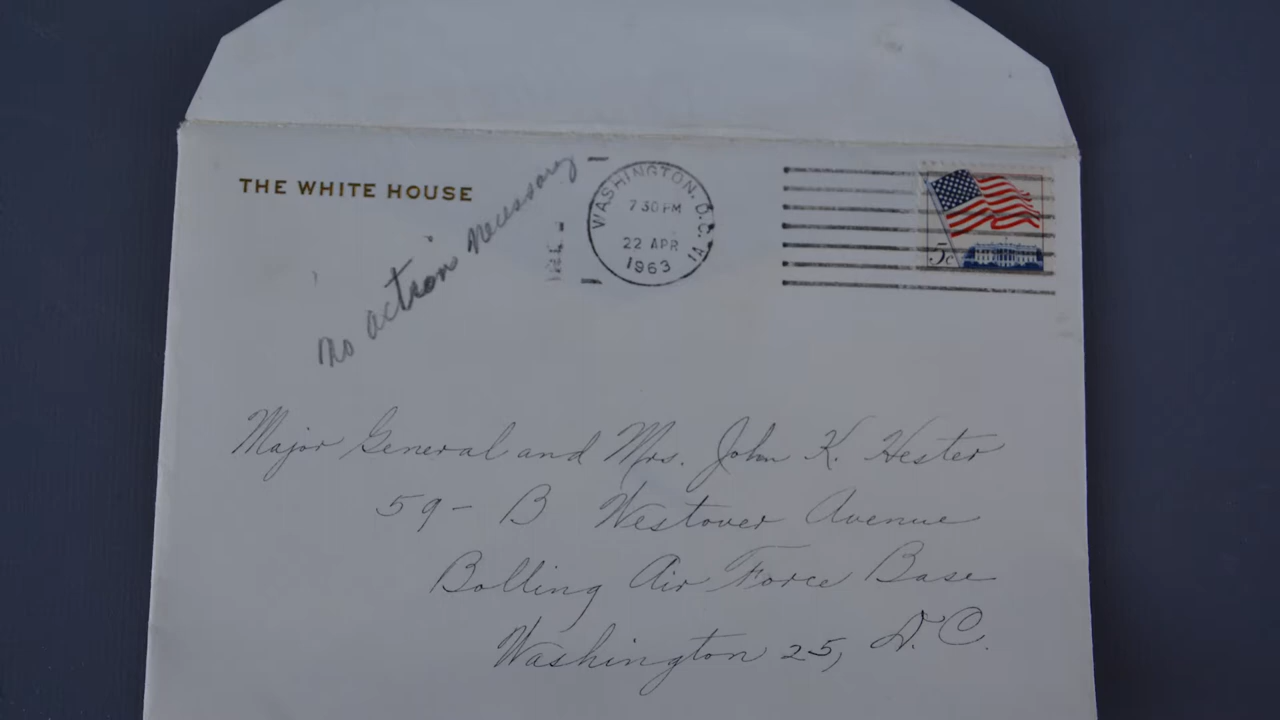 THE WHITE HOUSE
no action necessary
WASHINGTON, D.C.
7 30 PM
22 APR
1963
5c
Major General and Mrs. John K. Hester
59-B Westover Avenue
Bolling Air Force Base
Washington 25, D.C.